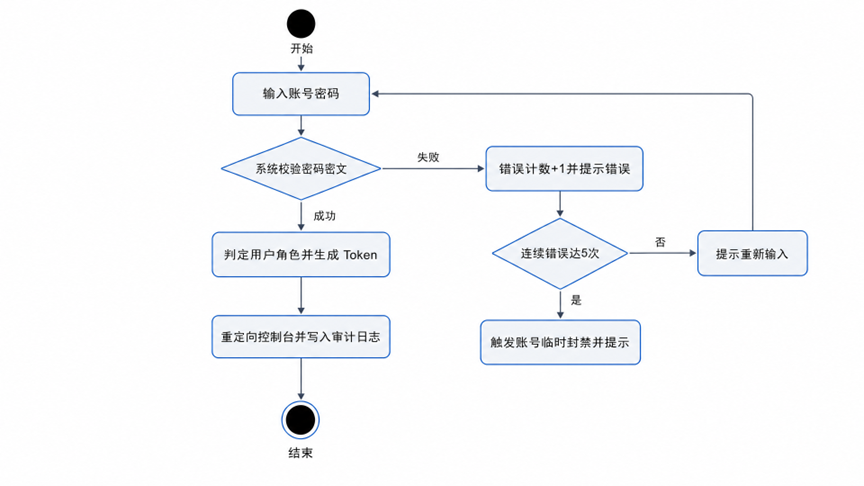 开始
输入账号密码
系统校验密码密文
失败
错误计数+1并提示错误
成功
判定用户角色并生成 Token
连续错误达5次
否
提示重新输入
是
重定向控制台并写入审计日志
触发账号临时封禁并提示
结束